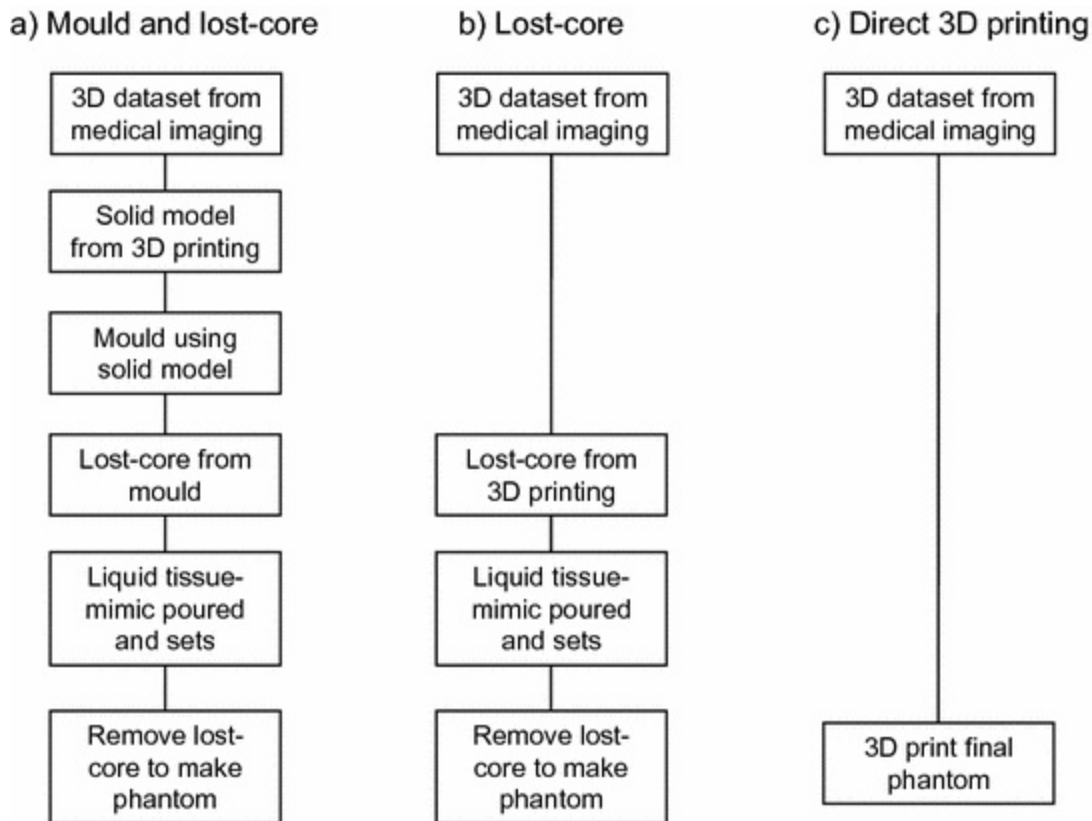 a) Mould and lost-core
3D dataset from
medical imaging
Solid model
from 3D printing
Mould using
solid model
Lost-core from
mould
Liquid tissue-
mimic poured
and sets
Remove lost-
core to make
phantom
b) Lost-core
3D dataset from
medical imaging
Lost-core from
3D printing
Liquid tissue-
mimic poured
and sets
Remove lost-
core to make
phantom
c) Direct 3D printing
3D dataset from
medical imaging
3D print final
phantom